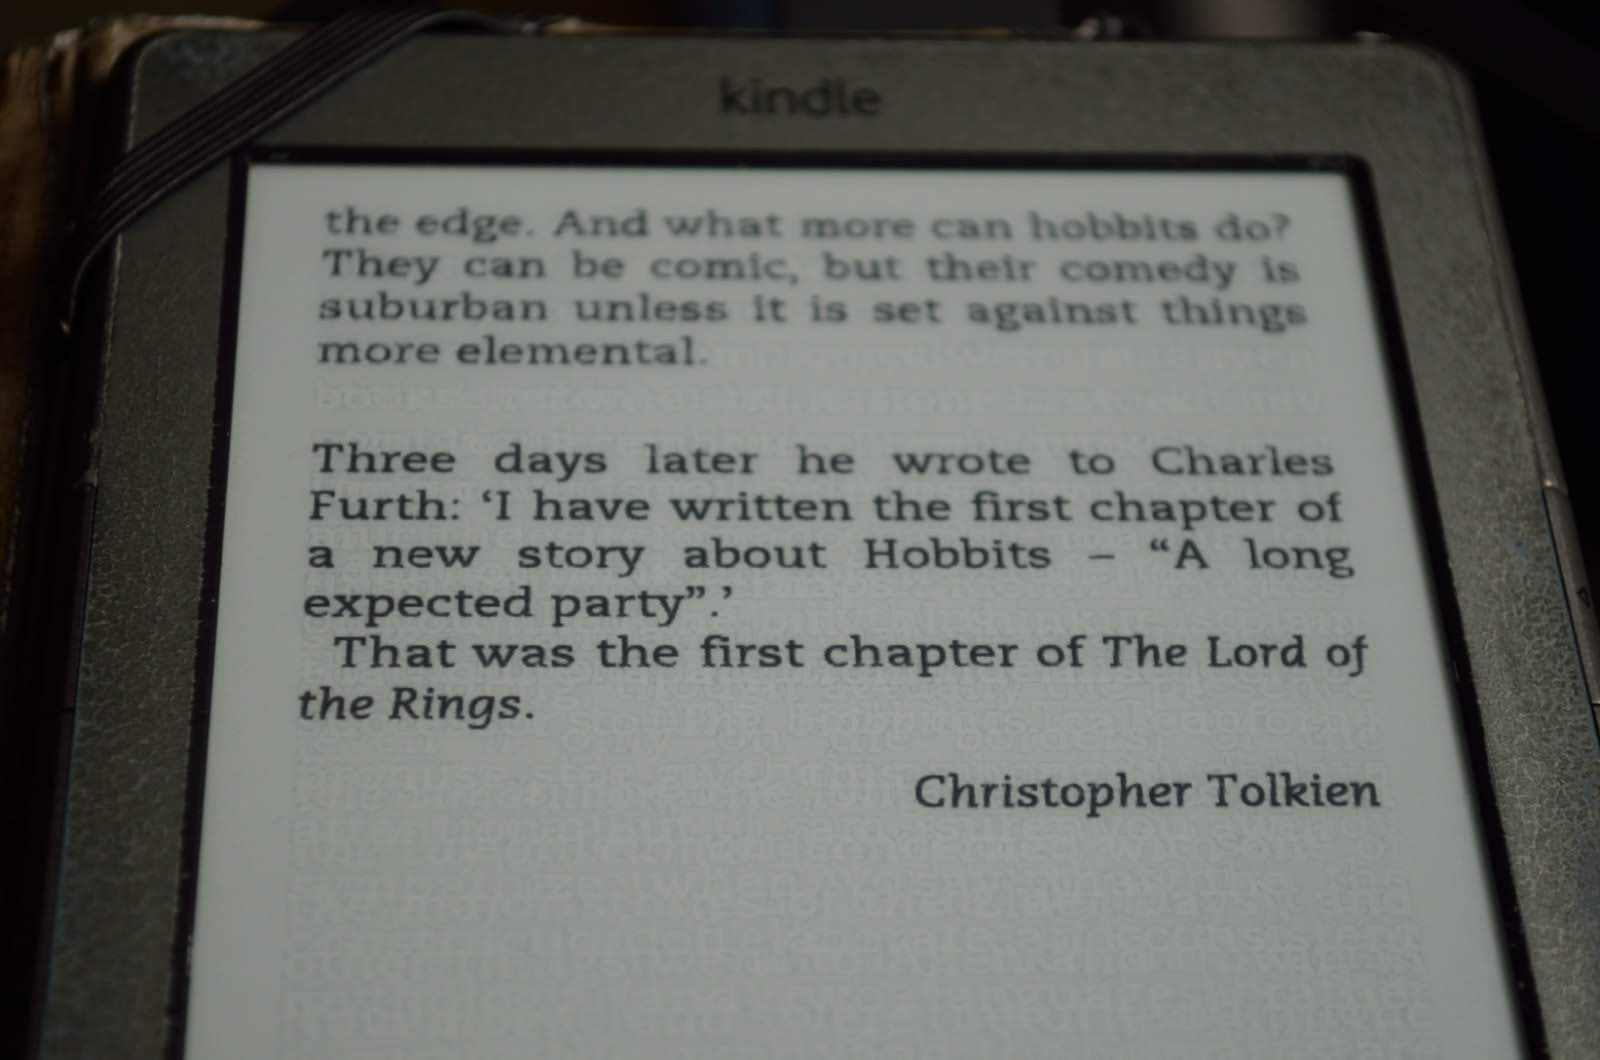 kindle
the edge. And what more can hobbits do?
They can be comic, but their comedy is
suburban unless it is set against things
more elemental.
Three days later he wrote to Charles
Furth: ‘I have written the first chapter of
a new story about Hobbits – “A long
expected party”.’
That was the first chapter of The Lord of
the Rings.
Christopher Tolkien